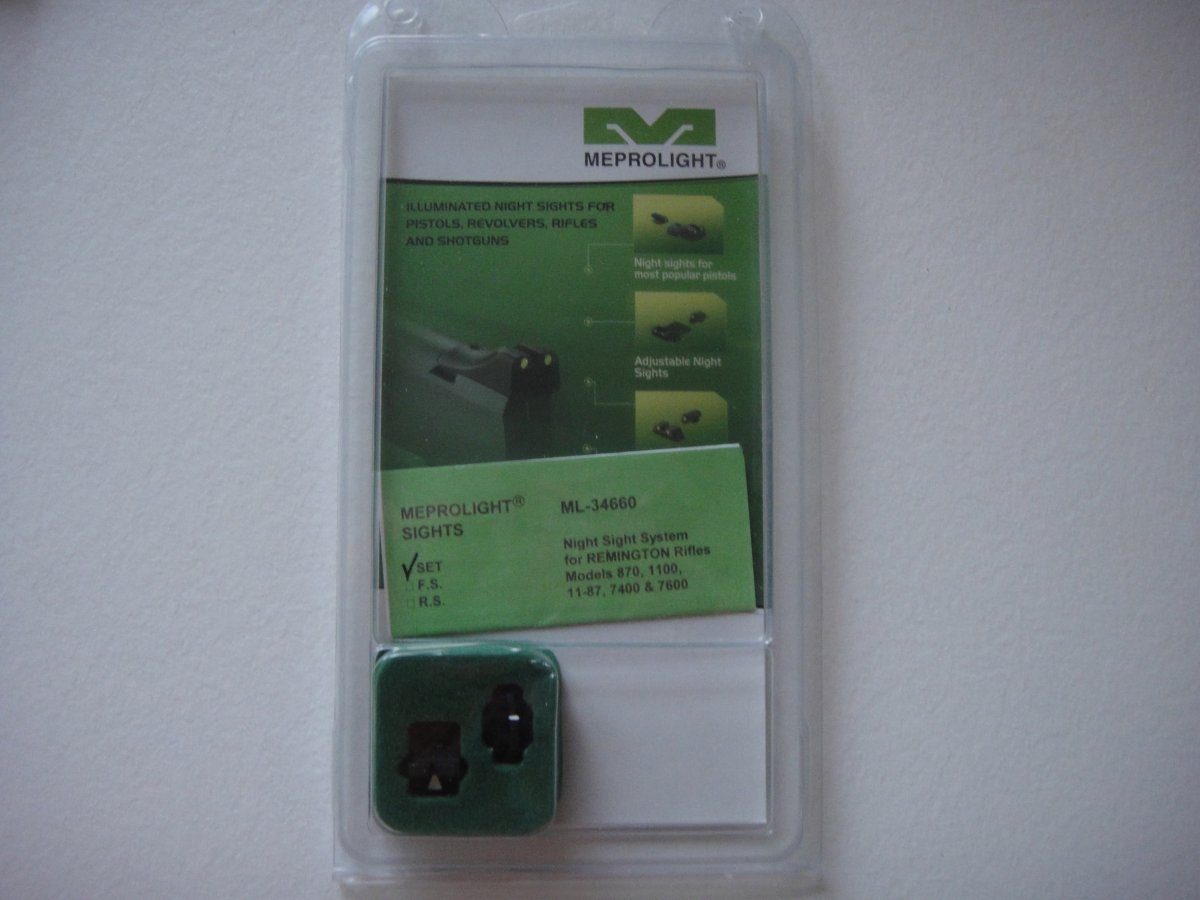 MEPROLIGHT®
ILLUMINATED NIGHT SIGHTS FOR
PISTOLS, REVOLVERS, RIFLES
AND SHOTGUNS
Night sights for
most popular pistols
Adjustable Night
Sights
MEPROLIGHT®
SIGHTS
SET
F.S.
R.S.
ML-34660
Night Sight System
for REMINGTON Rifles
Models 870, 1100,
11-87, 7400 & 7600